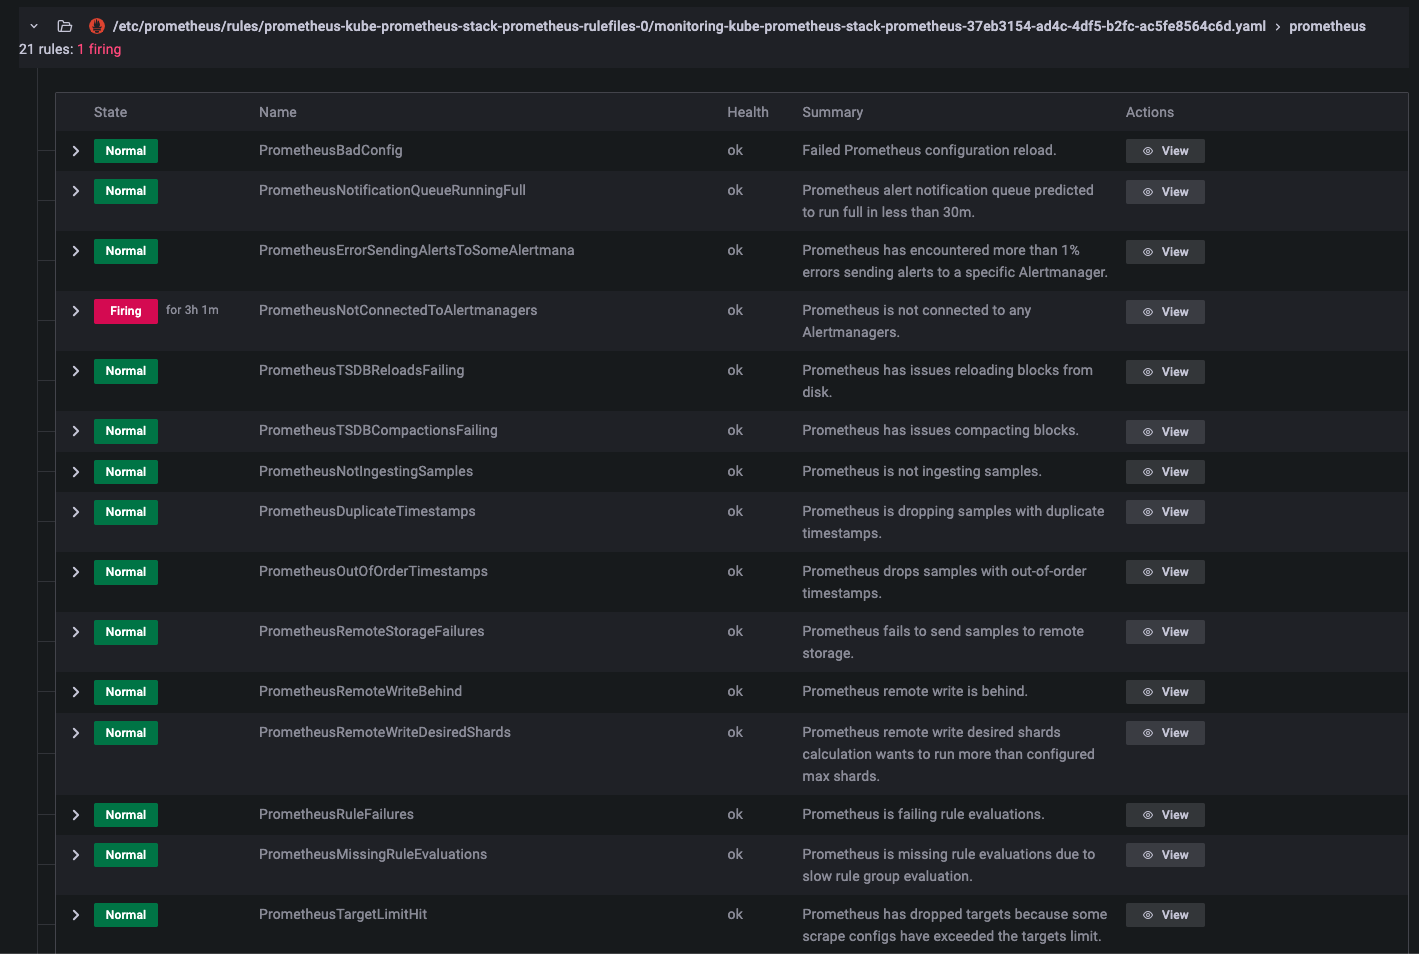 /etc/prometheus/rules/prometheus-kube-prometheus-stack-prometheus-rulefiles-0/monitoring-kube-prometheus-stack-prometheus-37eb3154-ad4c-4df5-b2fc-ac5fe8564c6d.yaml > prometheus
21 rules: 1 firing
State Name Health Summary Actions
Normal PrometheusBadConfig ok Failed Prometheus configuration reload. View
Normal PrometheusNotificationQueueRunningFull ok Prometheus alert notification queue predicted View
to run full in less than 30m.
Normal PrometheusErrorSendingAlertsToSomeAlertmana ok Prometheus has encountered more than 1% View
errors sending alerts to a specific Alertmanager.
Firing for 3h 1m PrometheusNotConnectedToAlertmanagers ok Prometheus is not connected to any View
Alertmanagers.
Normal PrometheusTSDBReloadsFailing ok Prometheus has issues reloading blocks from View
disk.
Normal PrometheusTSDBCompactionsFailing ok Prometheus has issues compacting blocks. View
Normal PrometheusNotIngestingSamples ok Prometheus is not ingesting samples. View
Normal PrometheusDuplicateTimestamps ok Prometheus is dropping samples with duplicate View
timestamps.
Normal PrometheusOutOfOrderTimestamps ok Prometheus drops samples with out-of-order View
timestamps.
Normal PrometheusRemoteStorageFailures ok Prometheus fails to send samples to remote View
storage.
Normal PrometheusRemoteWriteBehind ok Prometheus remote write is behind. View
Normal PrometheusRemoteWriteDesiredShards ok Prometheus remote write desired shards View
calculation wants to run more than configured
max shards.
Normal PrometheusRuleFailures ok Prometheus is failing rule evaluations. View
Normal PrometheusMissingRuleEvaluations ok Prometheus is missing rule evaluations due to View
slow rule group evaluation.
Normal PrometheusTargetLimitHit ok Prometheus has dropped targets because some View
scrape configs have exceeded the targets limit.